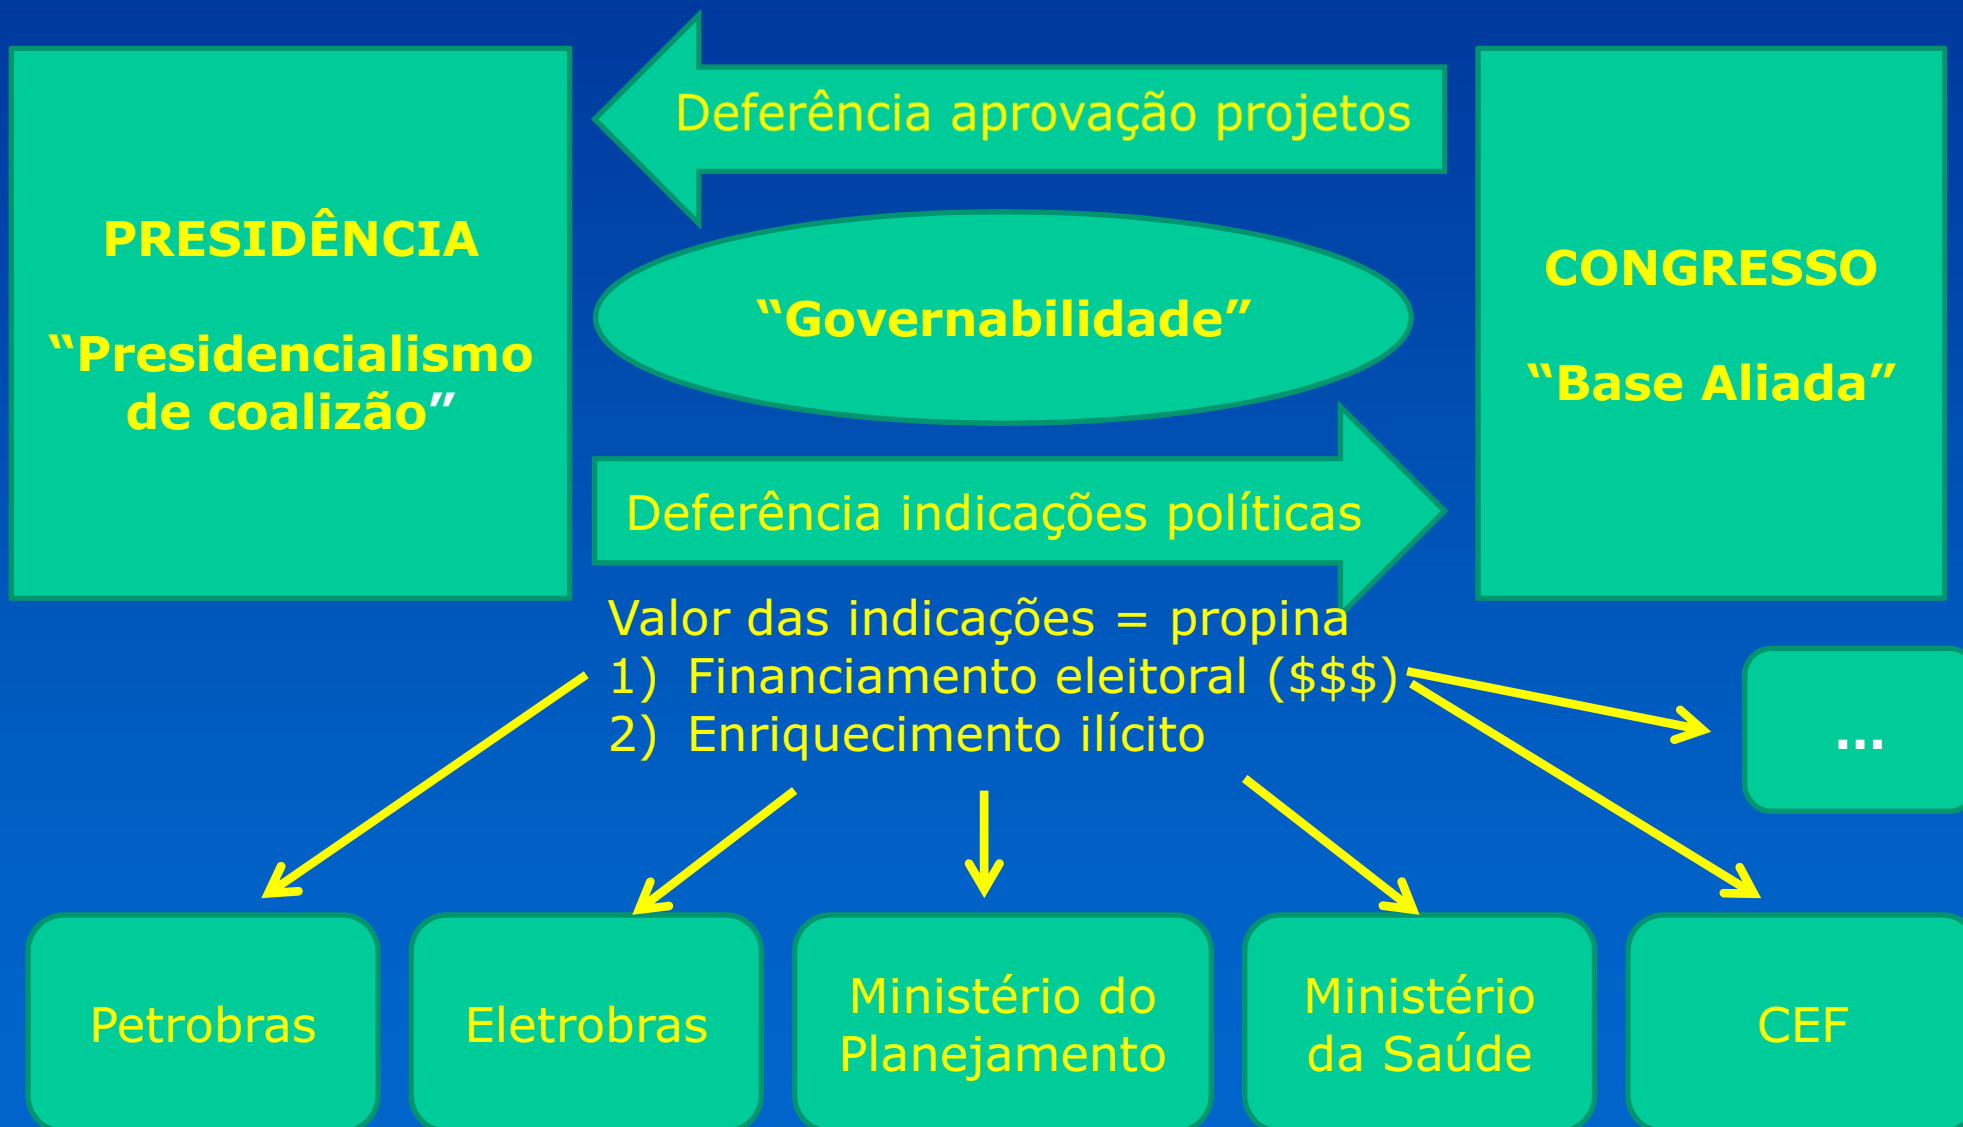 PRESIDÊNCIA
“Presidencialismo
de coalizão”
Deferência aprovação projetos
“Governabilidade”
Deferência indicações políticas
CONGRESSO
“Base Aliada”
Valor das indicações = propina
1) Financiamento eleitoral ($$$)
2) Enriquecimento ilícito
...
Petrobras
Eletrobras
Ministério do
Planejamento
Ministério
da Saúde
CEF